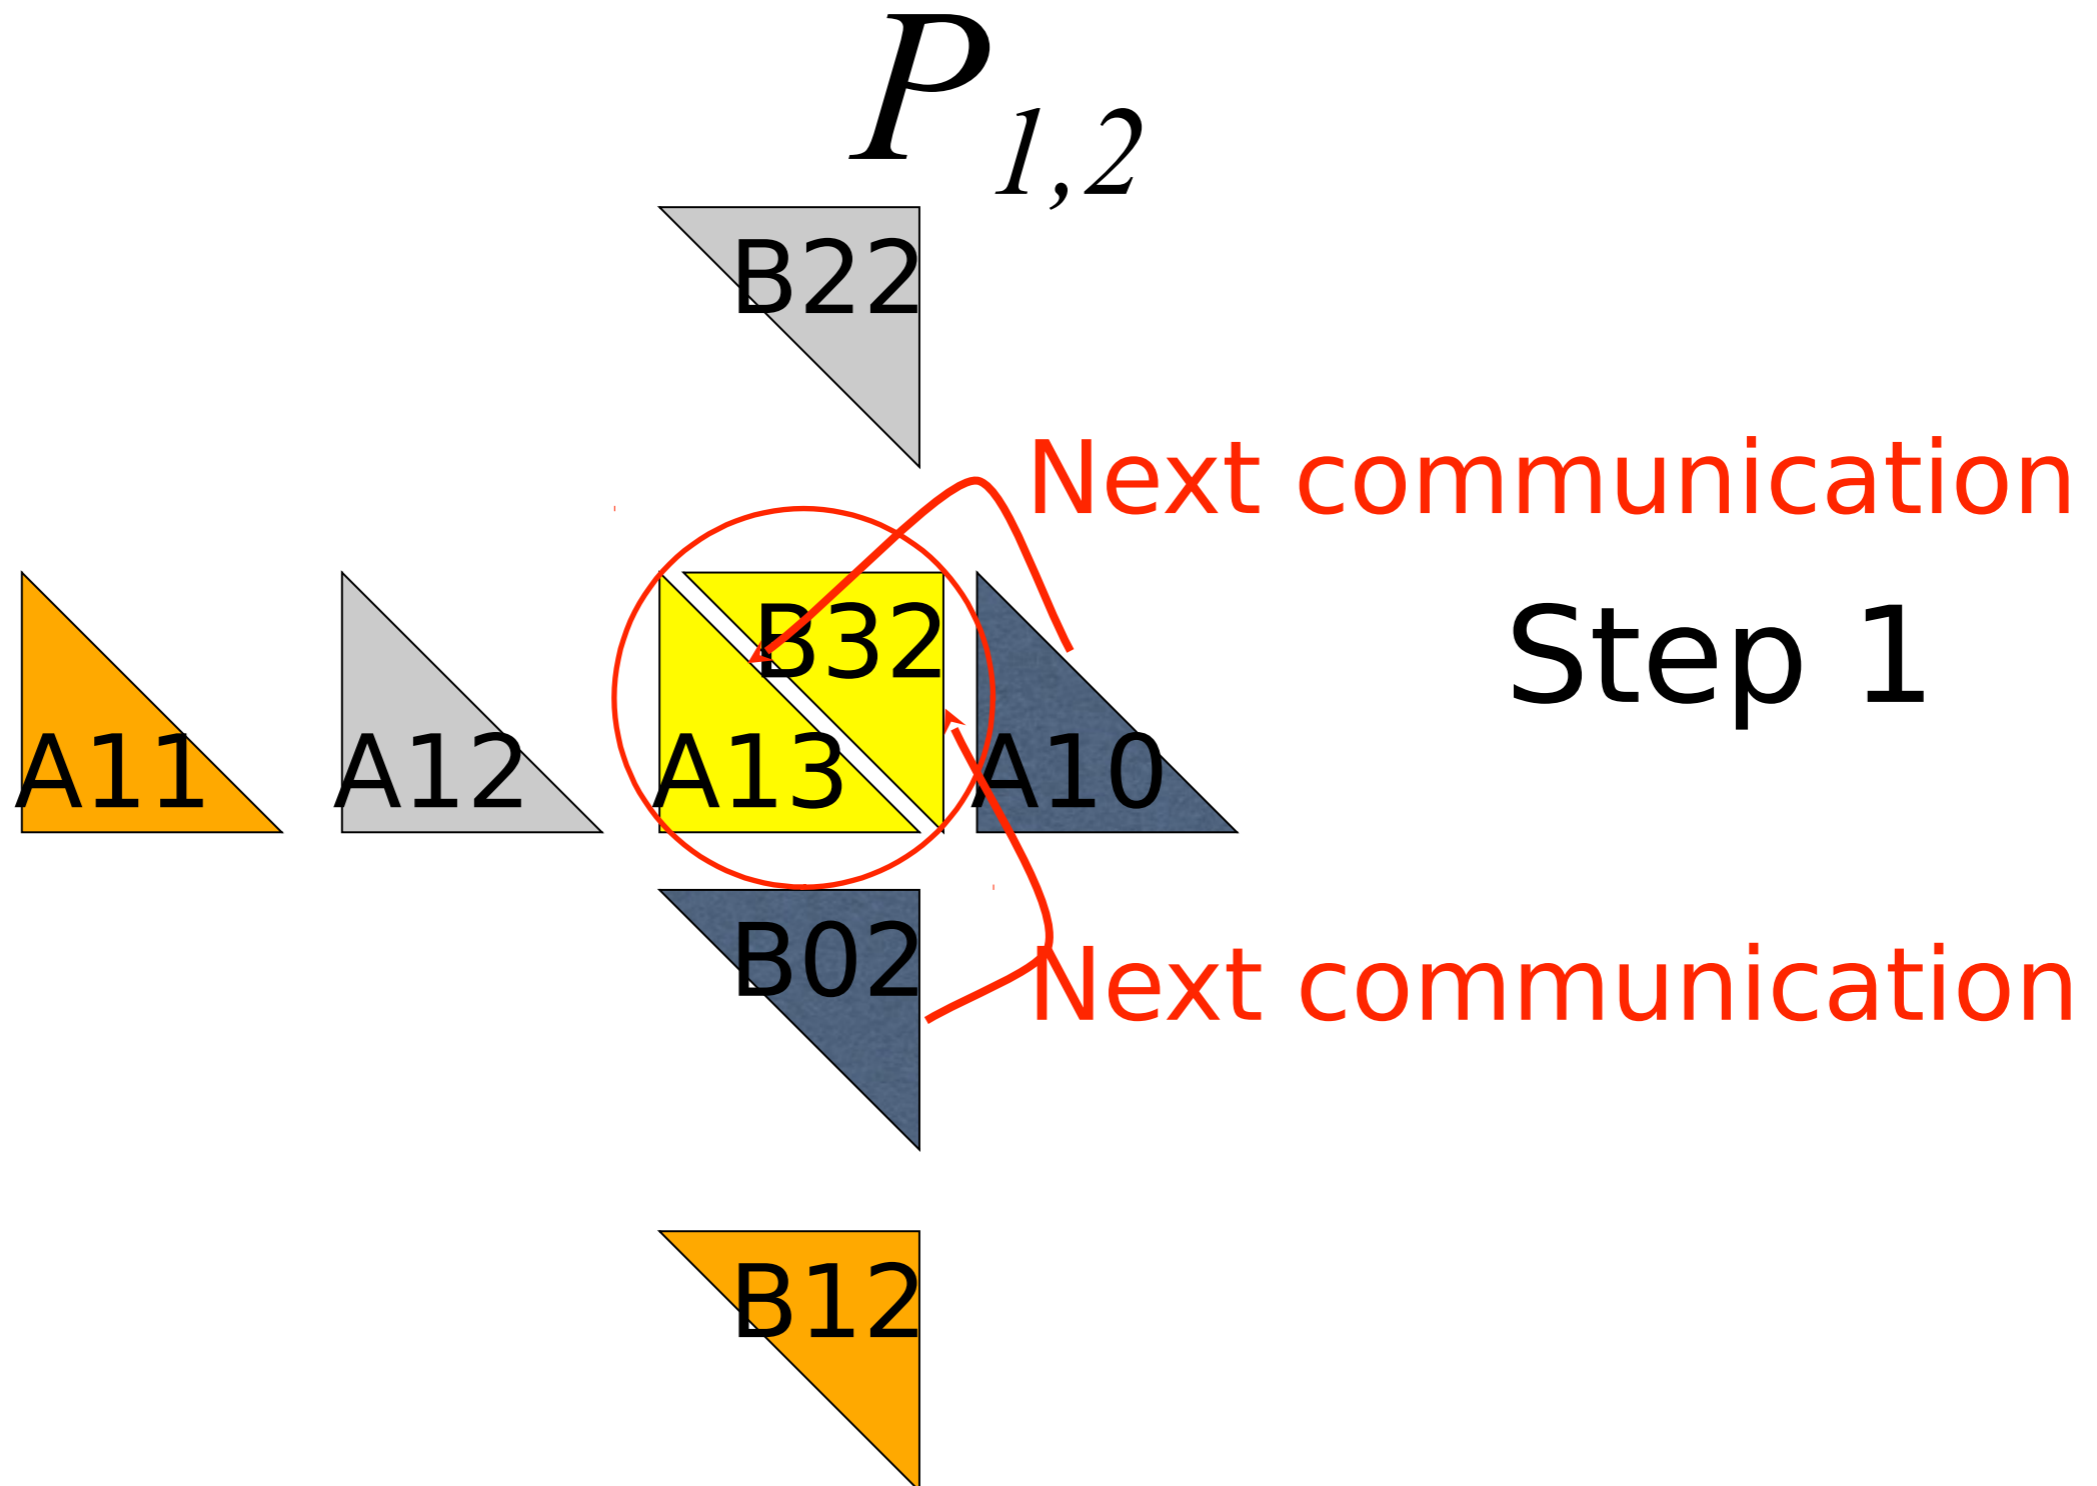 P1,2
B22
Next communication
B32
Step 1
A11 A12 A13 A10
B02
Next communication
B12